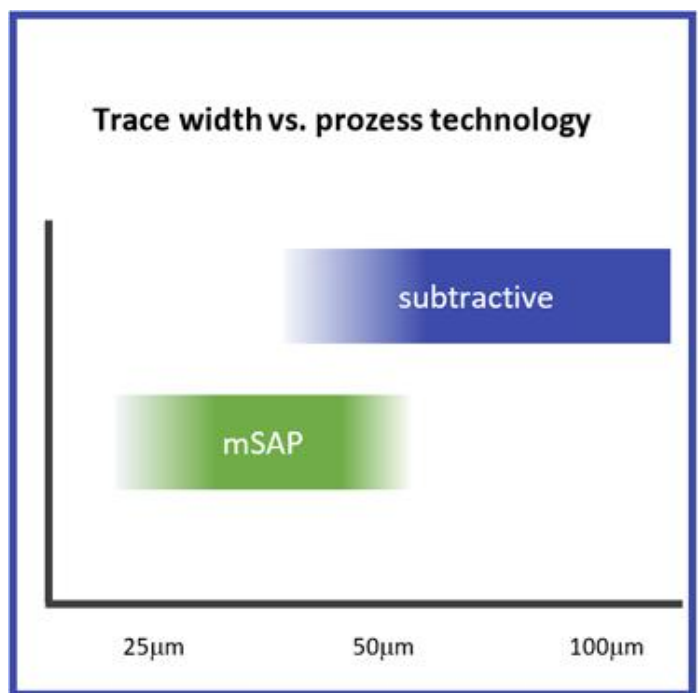 Trace width vs. prozess technology
subtractive
mSAP
25μm 50μm 100μm